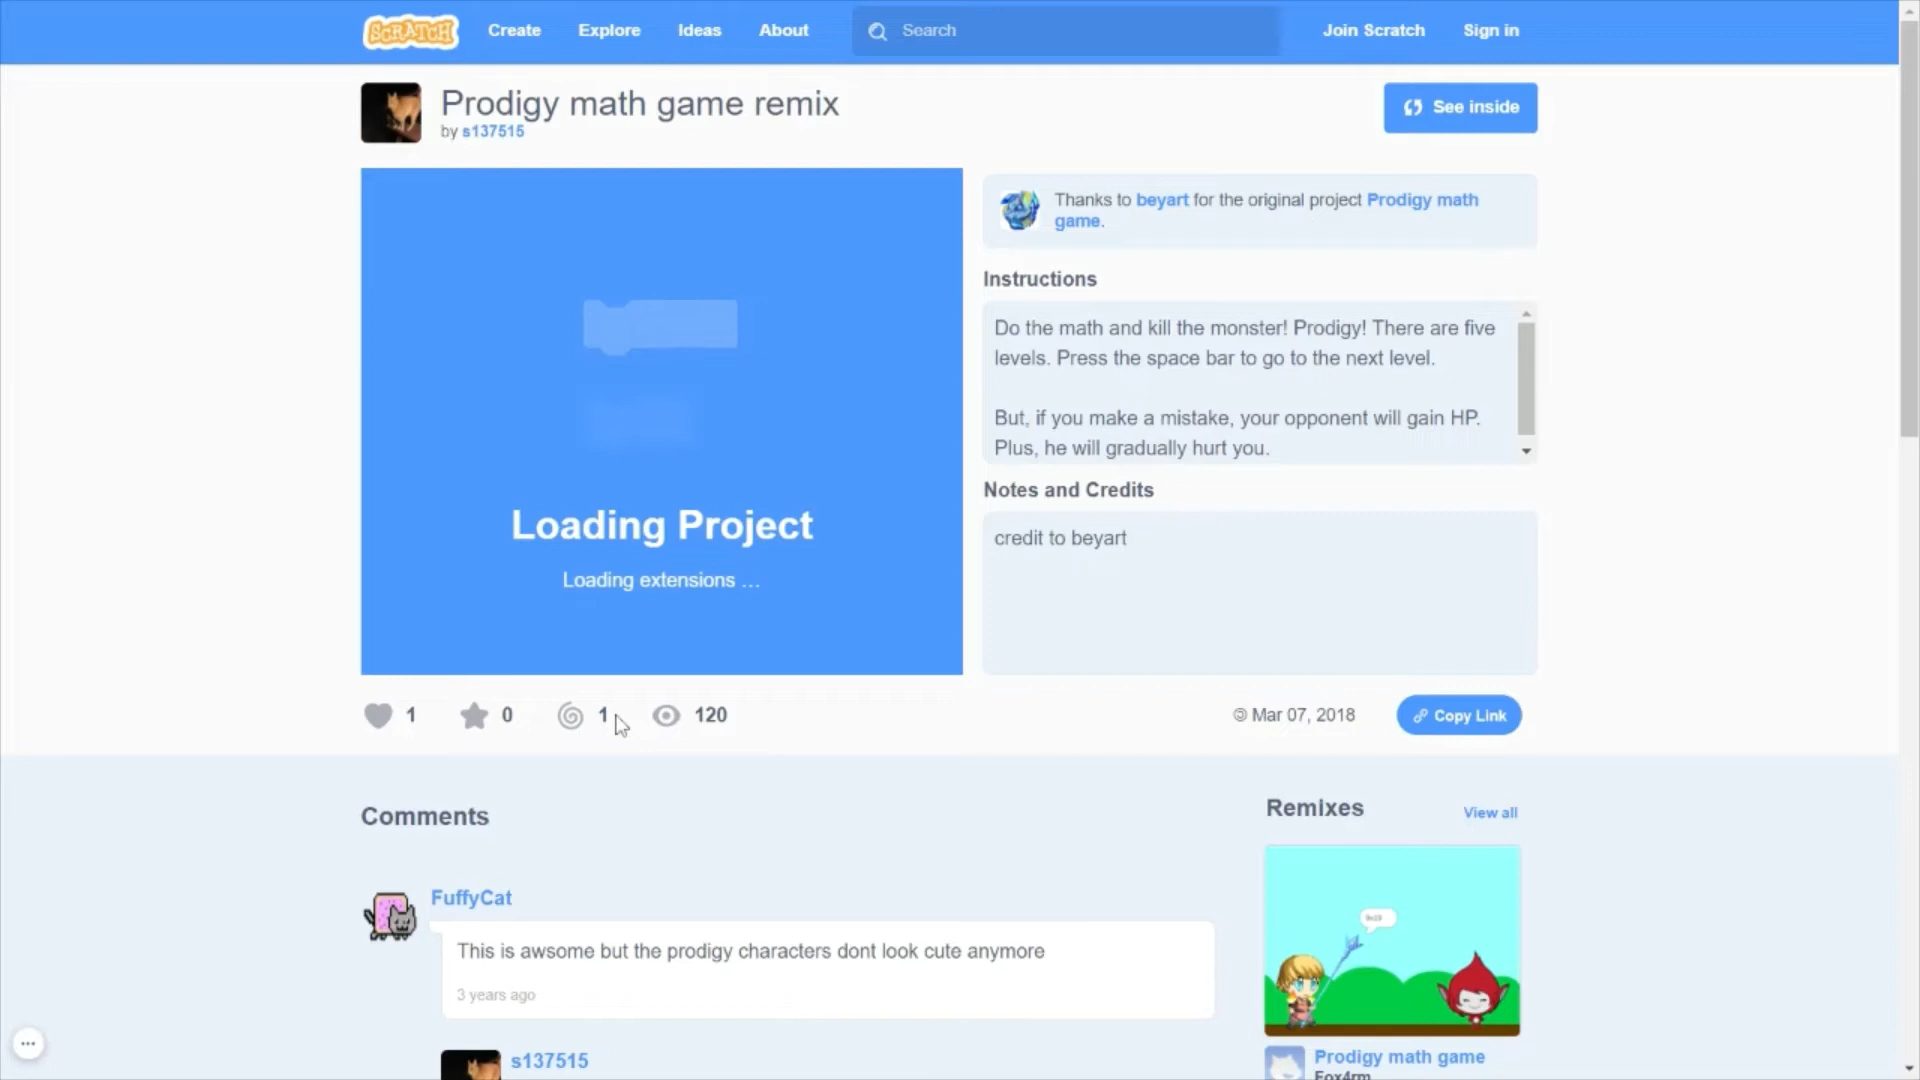 SCRATCH Create Explore Ideas About Search Join Scratch Sign in
Prodigy math game remix
by s137515
See inside
Thanks to beyart for the original project Prodigy math
game.
Instructions
Do the math and kill the monster! Prodigy! There are five
levels. Press the space bar to go to the next level.
But, if you make a mistake, your opponent will gain HP.
Plus, he will gradually hurt you.
Notes and Credits
credit to beyart
Loading Project
Loading extensions …
1 0 1 120
Mar 07, 2018
Copy Link
Comments
FuffyCat
This is awsome but the prodigy characters dont look cute anymore
3 years ago
s137515
Remixes
View all
Prodigy math game
Fox4rm